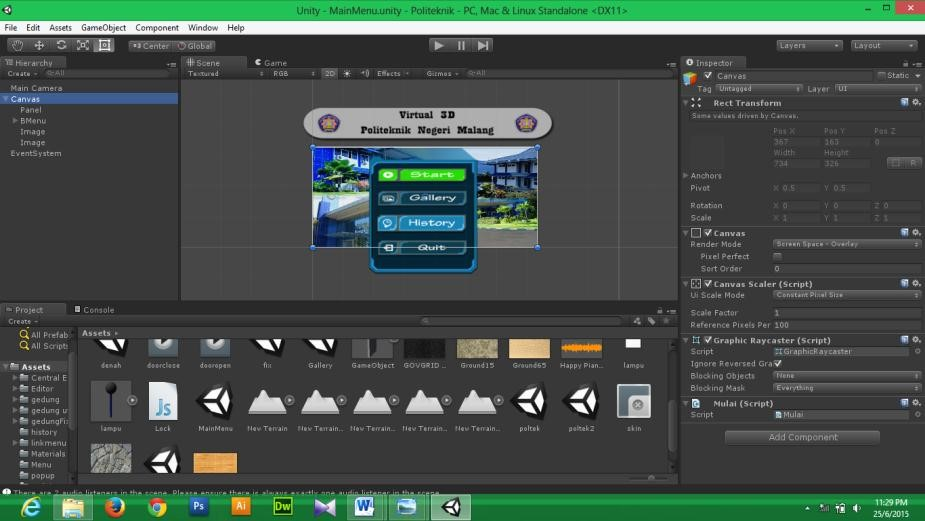 Unity - MainMenu.unity - Politeknik - PC, Mac & Linux Standalone <DX11>
File Edit Assets GameObject Component Window Help
Center Global
Layers Layout
Hierarchy
Create All
Main Camera
Canvas
Panel
BMenu
Image
Image
EventSystem
Scene Game
Textured RGB 2D Effects Gizmos All
Virtual 3D
Politeknik Negeri Malang
Start
Gallery
History
Quit
Inspector
Canvas Static
Tag Untagged Layer UI
Rect Transform
Some values driven by Canvas.
Pos X Pos Y Pos Z
367 163 0
Width Height
734 326
R
Anchors
Pivot X 0.5 Y 0.5
Rotation X 0 Y 0 Z 0
Scale X 1 Y 1 Z 1
Canvas
Render Mode Screen Space - Overlay
Pixel Perfect
Sort Order 0
Canvas Scaler (Script)
Ui Scale Mode Constant Pixel Size
Scale Factor 1
Reference Pixels Per 100
Graphic Raycaster (Script)
Script GraphicRaycaster
Ignore Reversed Gra
Blocking Objects None
Blocking Mask Everything
Mulai (Script)
Script Mulai
Add Component
Project Console
Create
All Prefab
All Scripts
Assets
Central E
Editor
gedung
gedung u
gedungFix
history
linkmenu
Materials
Menu
popup
Assets
denah doorclose dooropen fix Gallery GameObject GOVGRID ... Ground15 Ground65 Happy Pian... lampu
lampu Lock MainMenu New Terrain New Terrain... New Terrain... New Terrain... New Terrain... poltek poltek2 skin
Js
There are 2 audio listeners in the scene. Please ensure there is always exactly one audio listener in the scene.
Ps Ai Dw W
11:29 PM
25/6/2015